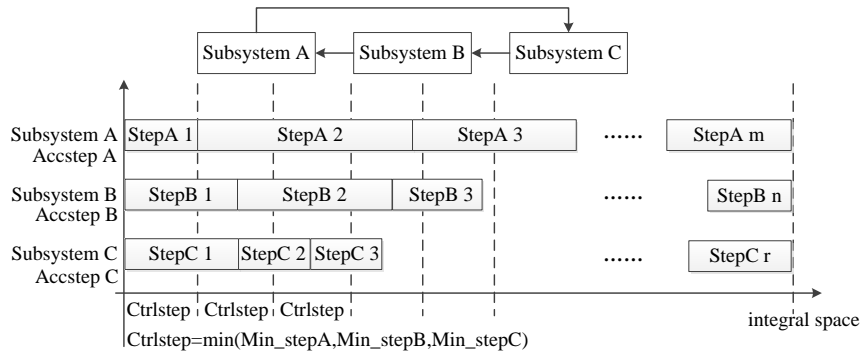 Subsystem A Subsystem B Subsystem C
Subsystem A
Accstep A
StepA 1 StepA 2 StepA 3 ...... StepA m
Subsystem B
Accstep B
StepB 1 StepB 2 StepB 3 ...... StepB n
Subsystem C
Accstep C
StepC 1 StepC 2 StepC 3 ...... StepC r
Ctrlstep Ctrlstep Ctrlstep
integral space
Ctrlstep=min(Min_stepA,Min_stepB,Min_stepC)